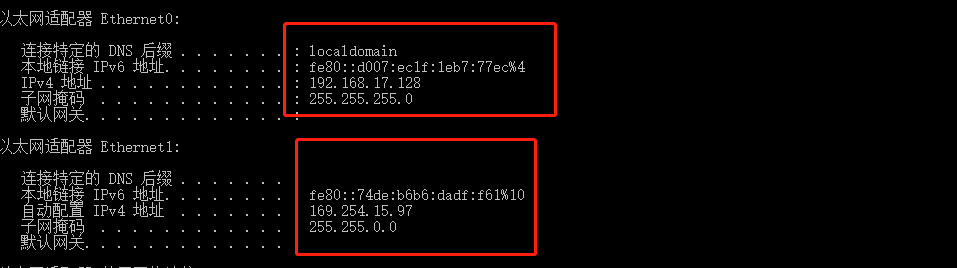 以太网适配器 Ethernet0:
连接特定的 DNS 后缀 . . . . . . . : localdomain
本地链接 IPv6 地址. . . . . . . . : fe80::d007:ec1f:1eb7:77ec%4
IPv4 地址 . . . . . . . . . . . . : 192.168.17.128
子网掩码 . . . . . . . . . . . . : 255.255.255.0
默认网关. . . . . . . . . . . . . :
以太网适配器 Ethernet1:
连接特定的 DNS 后缀 . . . . . . .
本地链接 IPv6 地址. . . . . . . . fe80::74de:b6b6:dadf:f61%10
自动配置 IPv4 地址 . . . . . . . 169.254.15.97
子网掩码 . . . . . . . . . . . . 255.255.0.0
默认网关. . . . . . . . . . . . .